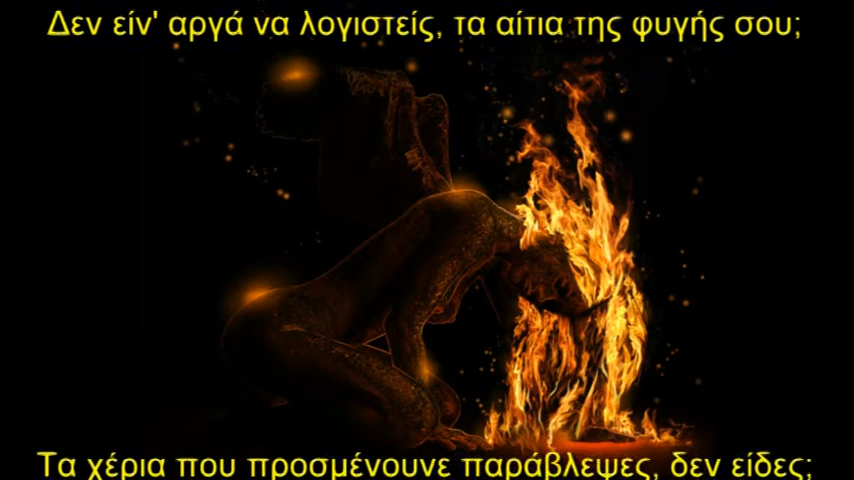 Δεν είν' αργά να λογιστείς, τα αίτια της φυγής σου;
Τα χέρια που προσμένουνε παράβλεψες, δεν είδες;